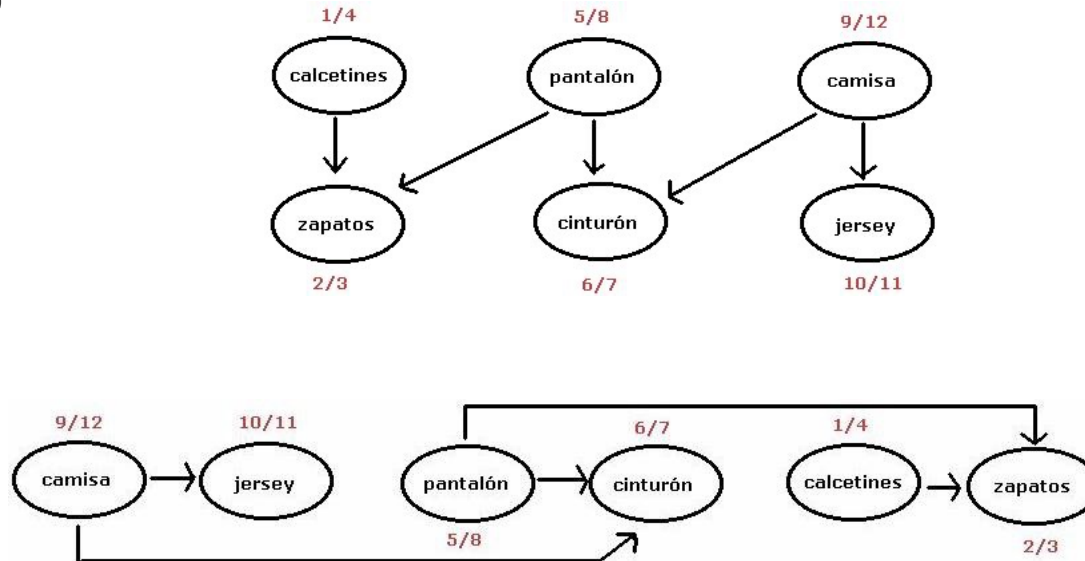 1/4 5/8 9/12
calcetines pantalón camisa
zapatos cinturón jersey
2/3 6/7 10/11
9/12 10/11 6/7 1/4
camisa jersey pantalón cinturón calcetines zapatos
5/8 2/3